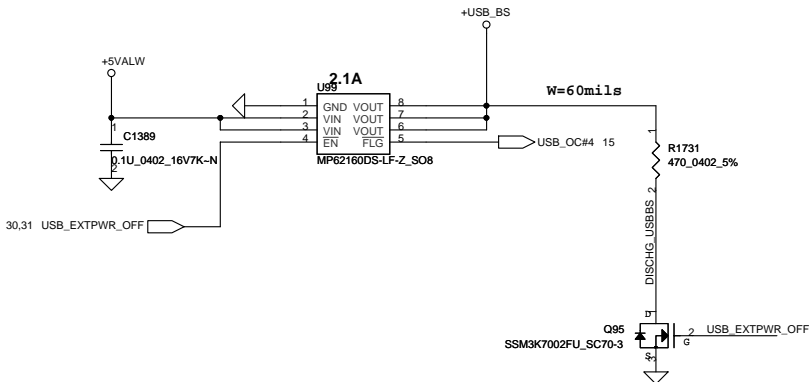 +USB_BS
+5VALW
2.1A
U99
W=60mils
1 GND VOUT 8
2 VIN VOUT 7
3 VIN VOUT 6
4 EN FLG 5
MP62160DS-LF-Z_SO8
1
C1389
0.1U_0402_16V7K~N
2
USB_OC#4 15
1
R1731
470_0402_5%
2
30,31 USB_EXTPWR_OFF
DISCHG_USBBS
D 1
Q95
SSM3K7002FU_SC70-3
2
G
USB_EXTPWR_OFF
S 3